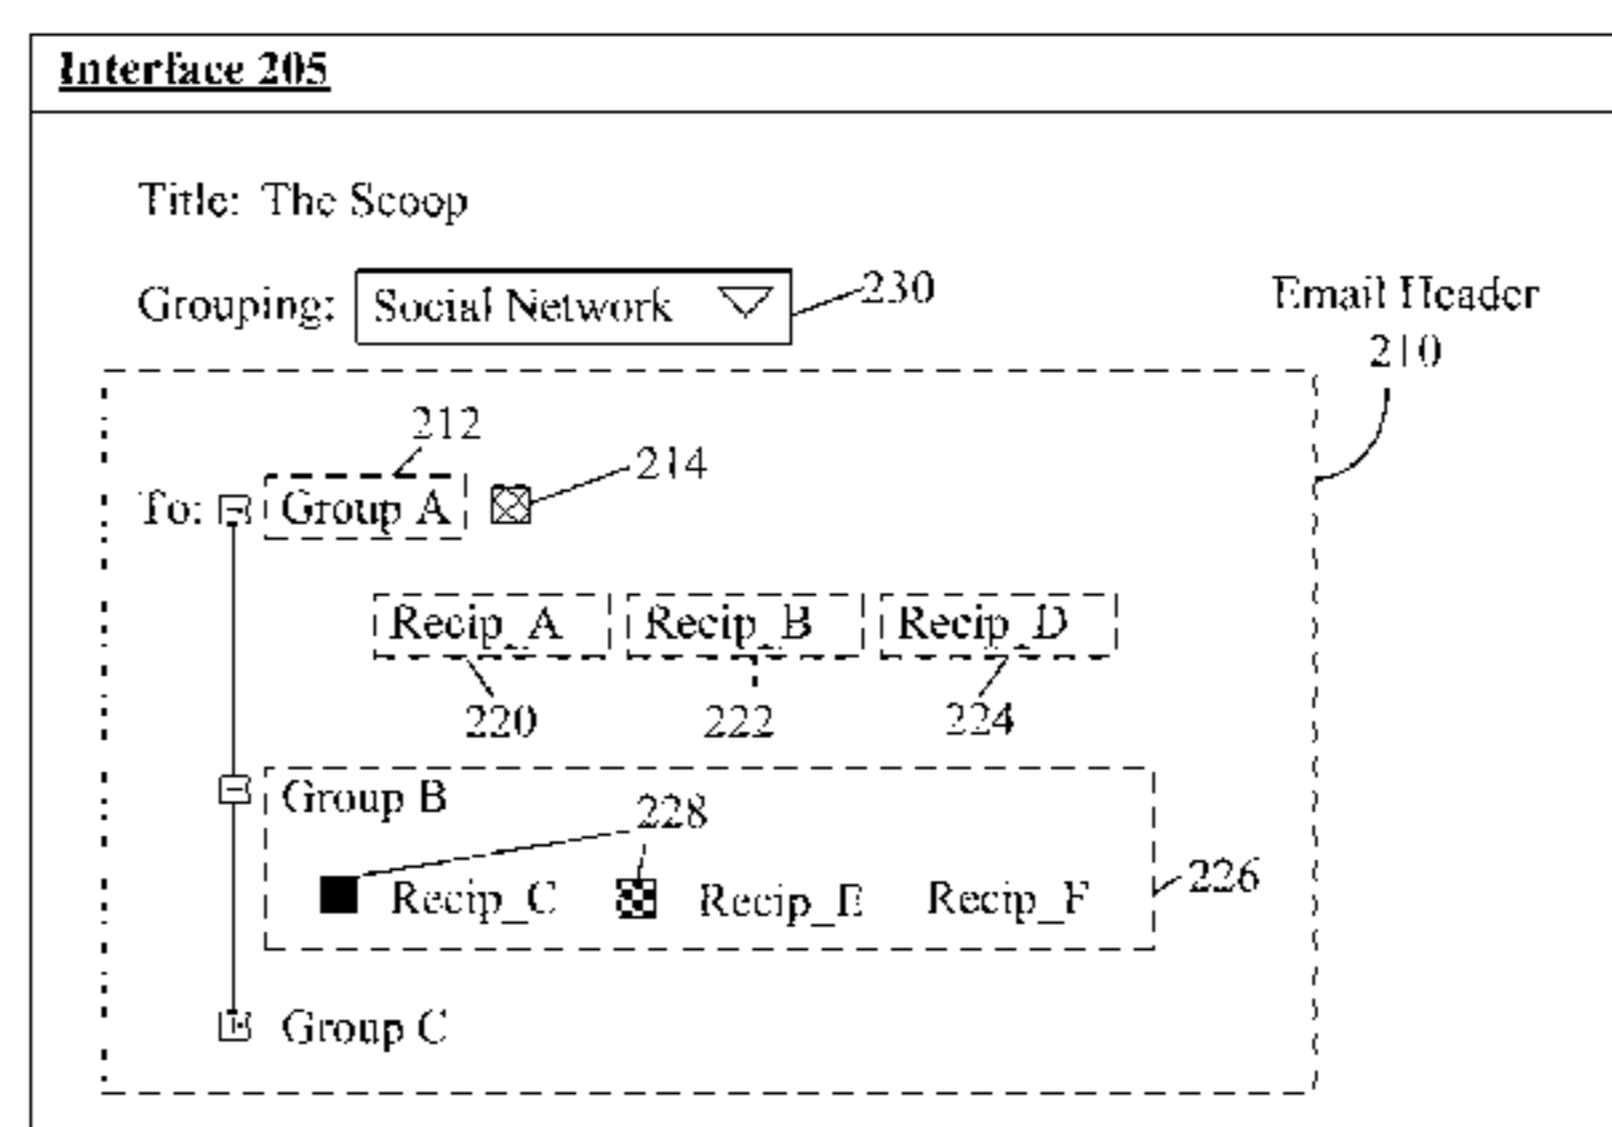 Interface 205
Title: The Scoop
Grouping: Social Network 230
Email Header
210
212
214
To: Group A
Recip_A Recip_B Recip_D
220 222 224
Group B
228
226
Recip_C Recip_E Recip_F
Group C